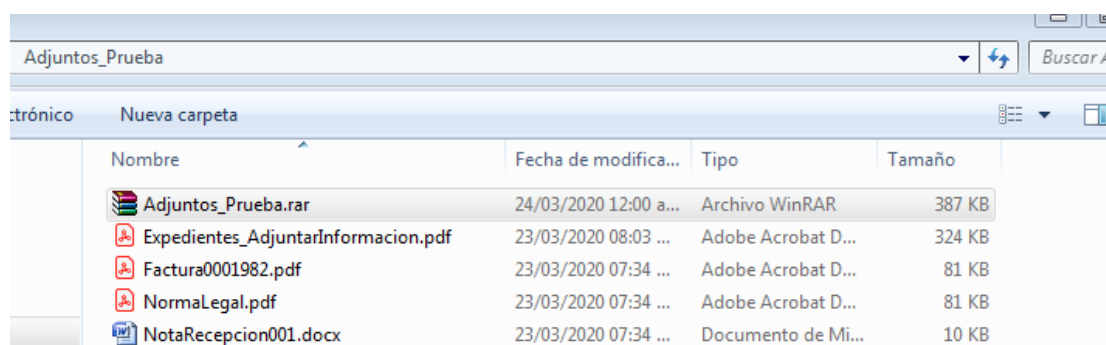 Adjuntos_Prueba Buscar A
ctrónico Nueva carpeta
Nombre Fecha de modifica... Tipo Tamaño
Adjuntos_Prueba.rar 24/03/2020 12:00 a... Archivo WinRAR 387 KB
Expedientes_AdjuntarInformacion.pdf 23/03/2020 08:03 ... Adobe Acrobat D... 324 KB
Factura0001982.pdf 23/03/2020 07:34 ... Adobe Acrobat D... 81 KB
NormaLegal.pdf 23/03/2020 07:34 ... Adobe Acrobat D... 81 KB
NotaRecepcion001.docx 23/03/2020 07:34 ... Documento de Mi... 10 KB